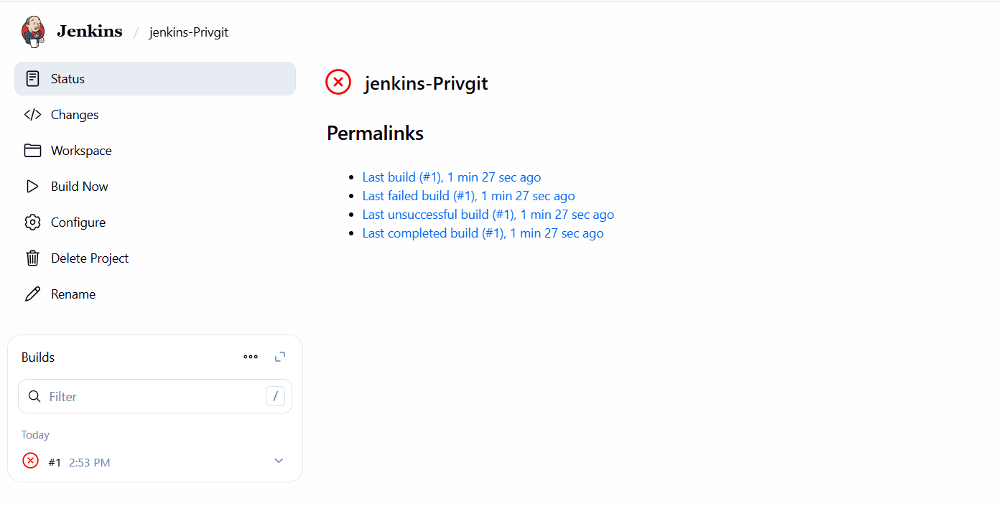 Jenkins / jenkins-Privgit
Status
Changes
Workspace
Build Now
Configure
Delete Project
Rename
Builds
Filter /
Today
#1 2:53 PM
jenkins-Privgit
Permalinks
Last build (#1), 1 min 27 sec ago
Last failed build (#1), 1 min 27 sec ago
Last unsuccessful build (#1), 1 min 27 sec ago
Last completed build (#1), 1 min 27 sec ago